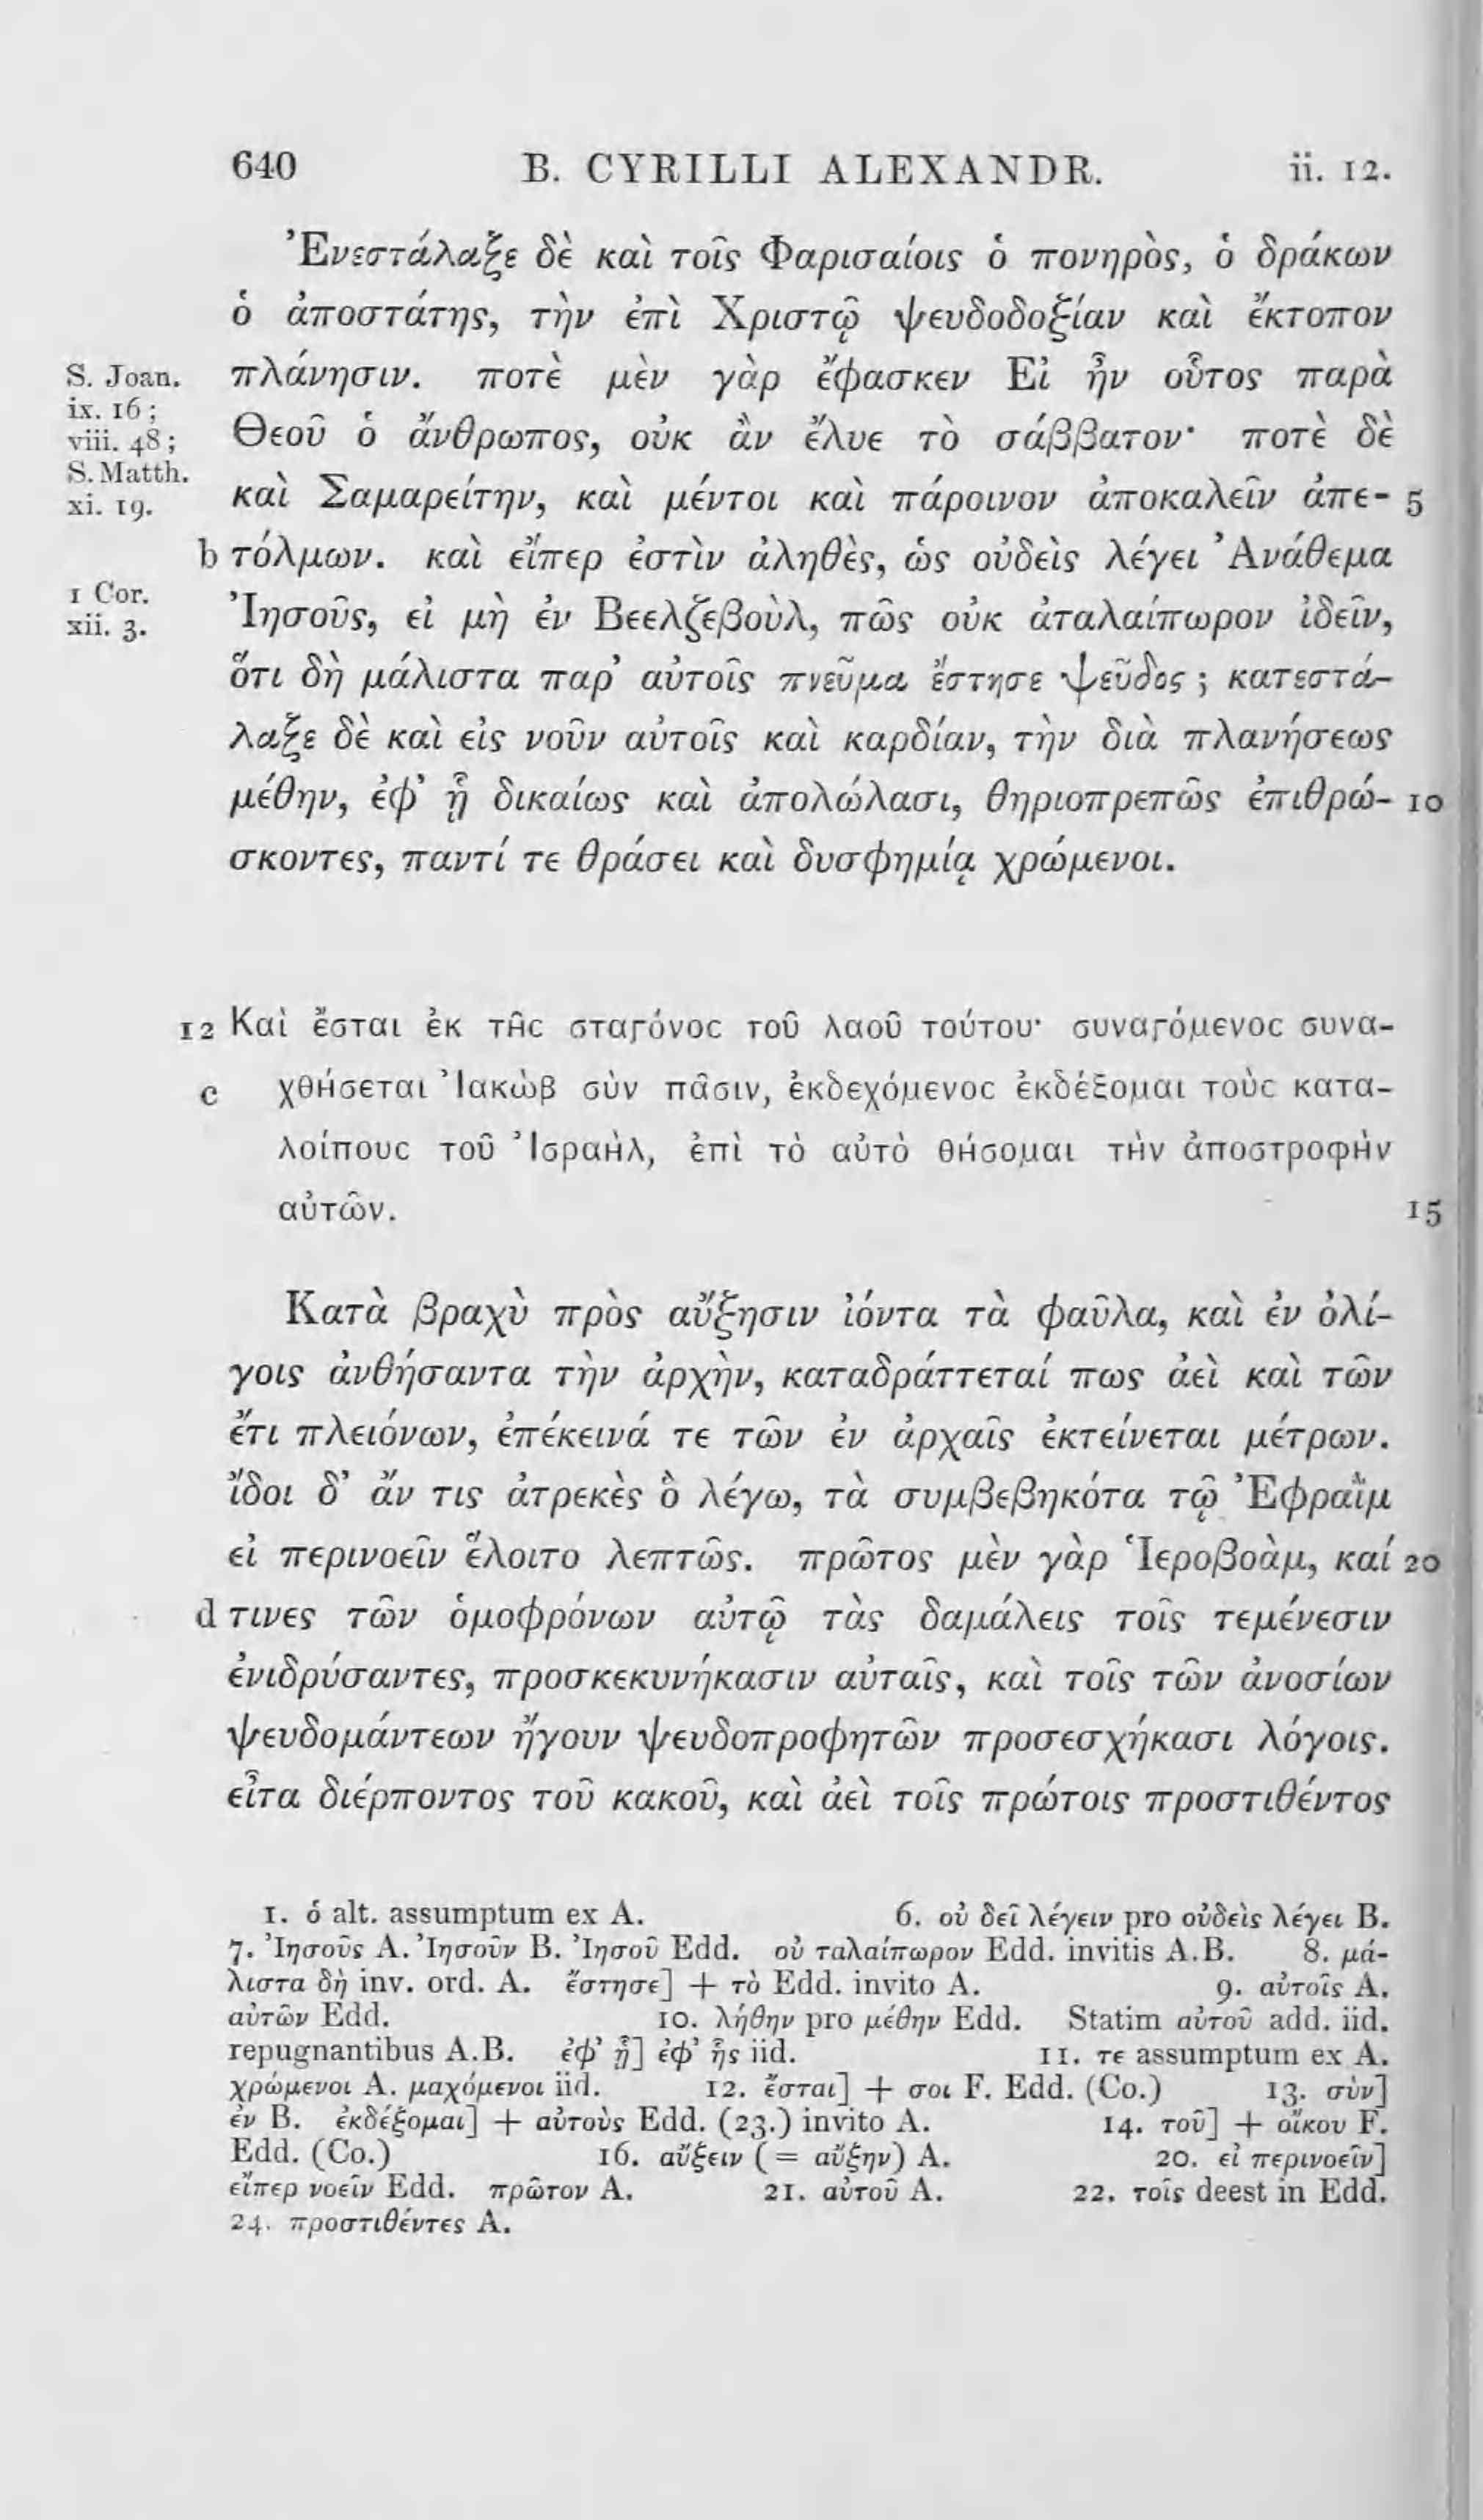 640 B. CYRILLI ALEXANDR. ii. 12.
Ἐνεστάλαξε δὲ καὶ τοῖς Φαρισαίοις ὁ πονηρὸς, ὁ δράκων
ὁ ἀποστάτης, τὴν ἐπὶ Χριστῷ ψευδοδοξίαν καὶ ἔκτοπον
S. Joan. πλάνησιν. ποτὲ μὲν γὰρ ἔφασκεν Εἰ ἦν οὗτος παρὰ
ix. 16 ;
viii. 48 ; Θεοῦ ὁ ἄνθρωπος, οὐκ ἂν ἔλυε τὸ σάββατον· ποτὲ δὲ
S. Matth.
xi. 19. καὶ Σαμαρείτην, καὶ μέντοι καὶ πάροινον ἀποκαλεῖν ἀπε- 5
b τόλμων. καὶ εἴπερ ἐστὶν ἀληθὲς, ὡς οὐδεὶς λέγει Ἀνάθεμα
1 Cor.
xii. 3. Ἰησοῦς, εἰ μὴ ἐν Βεελζεβοὺλ, πῶς οὐκ ἀταλαίπωρον ἰδεῖν,
ὅτι δὴ μάλιστα παρ’ αὐτοῖς πνεῦμα ἔστησε ψεῦδος ; κατεστά-
λαξε δὲ καὶ εἰς νοῦν αὐτοῖς καὶ καρδίαν, τὴν διὰ πλανήσεως
μέθην, ἐφ’ ᾗ δικαίως καὶ ἀπολώλασι, θηριοπρεπῶς ἐπιθρώ- 10
σκοντες, παντί τε θράσει καὶ δυσφημίᾳ χρώμενοι.
12 Καὶ ἔσται ἐκ τῆς σταγόνος τοῦ λαοῦ τούτου· συναγόμενος συνα-
c χθήσεται Ἰακὼβ σὺν πᾶσιν, ἐκδεχόμενος ἐκδέξομαι τοὺς κατα-
λοίπους τοῦ Ἰσραὴλ, ἐπὶ τὸ αὐτὸ θήσομαι τὴν ἀποστροφὴν
αὐτῶν. 15
Κατὰ βραχὺ πρὸς αὔξησιν ἰόντα τὰ φαῦλα, καὶ ἐν ὀλί-
γοις ἀνθήσαντα τὴν ἀρχὴν, καταδράττεταί πως ἀεὶ καὶ τῶν
ἔτι πλειόνων, ἐπέκεινά τε τῶν ἐν ἀρχαῖς ἐκτείνεται μέτρων.
ἴδοι δ’ ἄν τις ἀτρεκὲς ὃ λέγω, τὰ συμβεβηκότα τῷ Ἐφραῒμ
εἰ περινοεῖν ἕλοιτο λεπτῶς. πρῶτος μὲν γὰρ Ἱεροβοὰμ, καί 20
d τινες τῶν ὁμοφρόνων αὐτῷ τὰς δαμάλεις τοῖς τεμένεσιν
ἐνιδρύσαντες, προσκεκυνήκασιν αὐταῖς, καὶ τοῖς τῶν ἀνοσίων
ψευδομάντεων ἤγουν ψευδοπροφητῶν προσεσχήκασι λόγοις.
εἶτα διέρποντος τοῦ κακοῦ, καὶ ἀεὶ τοῖς πρώτοις προστιθέντος
1. ὁ alt. assumptum ex A. 6. οὐ δεῖ λέγειν pro οὐδεὶς λέγει B.
7. Ἰησοῦς A. Ἰησοῦν B. Ἰησοῦ Edd. οὐ ταλαίπωρον Edd. invitis A.B. 8. μά-
λιστα δὴ inv. ord. A. ἔστησε] + τὸ Edd. invito A. 9. αὐτοῖς A.
αὐτῶν Edd. 10. λήθην pro μέθην Edd. Statim αὐτοῦ add. iid.
repugnantibus A.B. ἐφ’ ᾗ] ἐφ’ ἧς iid. 11. τε assumptum ex A.
χρώμενοι A. μαχόμενοι iid. 12. ἔσται] + σοι F. Edd. (Co.) 13. σὺν]
ἐν B. ἐκδέξομαι] + αὐτοὺς Edd. (23.) invito A. 14. τοῦ] + οἴκου F.
Edd. (Co.) 16. αὔξειν (= αὔξην) A. 20. εἰ περινοεῖν]
εἴπερ νοεῖν Edd. πρῶτον A. 21. αὐτοῦ A. 22. τοῖς deest in Edd.
24. προστιθέντες A.